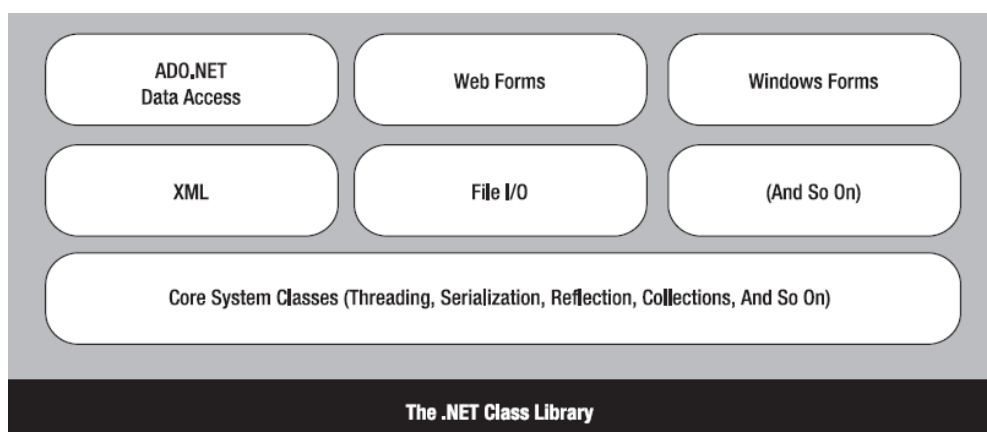 ADO.NET
Data Access
Web Forms
Windows Forms
XML
File I/O
(And So On)
Core System Classes (Threading, Serialization, Reflection, Collections, And So On)
The .NET Class Library